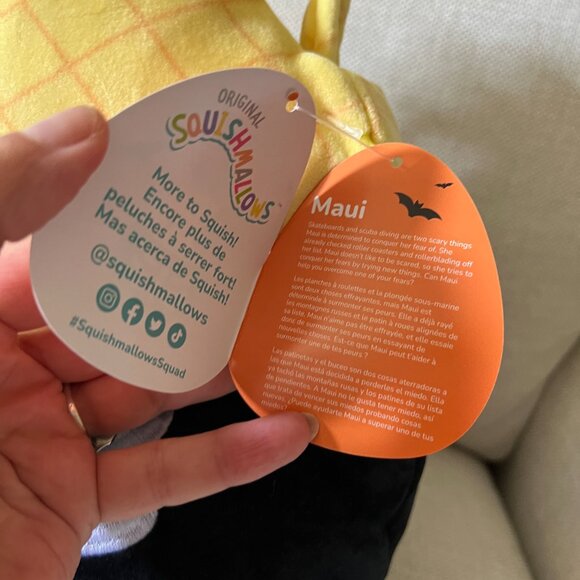 ORIGINAL
SQUISHMALLOWS™
More to Squish!
Encore plus de
peluches à serrer fort!
Mas acerca de Squish!
@squishmallows
#SquishmallowsSquad
Maui
Skateboards and scuba diving are two scary things
Maui is determined to conquer her fear of. She
already checked roller coasters and rollerblading off
her list. Maui doesn't like to be scared, so she tries to
conquer her fears by trying new things. Can Maui
help you overcome one of your fears?
Les planches à roulettes et la plongée sous-marine
sont deux choses effrayantes, mais Maui est
déterminée à surmonter ses peurs. Elle a déjà rayé
les montagnes russes et le patin à roues alignées de
sa liste. Maui n'aime pas être effrayée, et elle essaie
donc de surmonter ses peurs en essayant de
nouvelles choses. Est-ce que Maui peut t'aider à
surmonter une de tes peurs ?
Las patinetas y el buceo son dos cosas aterradoras a
las que Maui está decidida a perderles el miedo. Ella
ya tachó las montañas rusas y los patines de su lista
de pendientes. A Maui no le gusta tener miedo, así
que trata de vencer sus miedos probando cosas
nuevas. ¿Puede ayudarle Maui a superar uno de tus